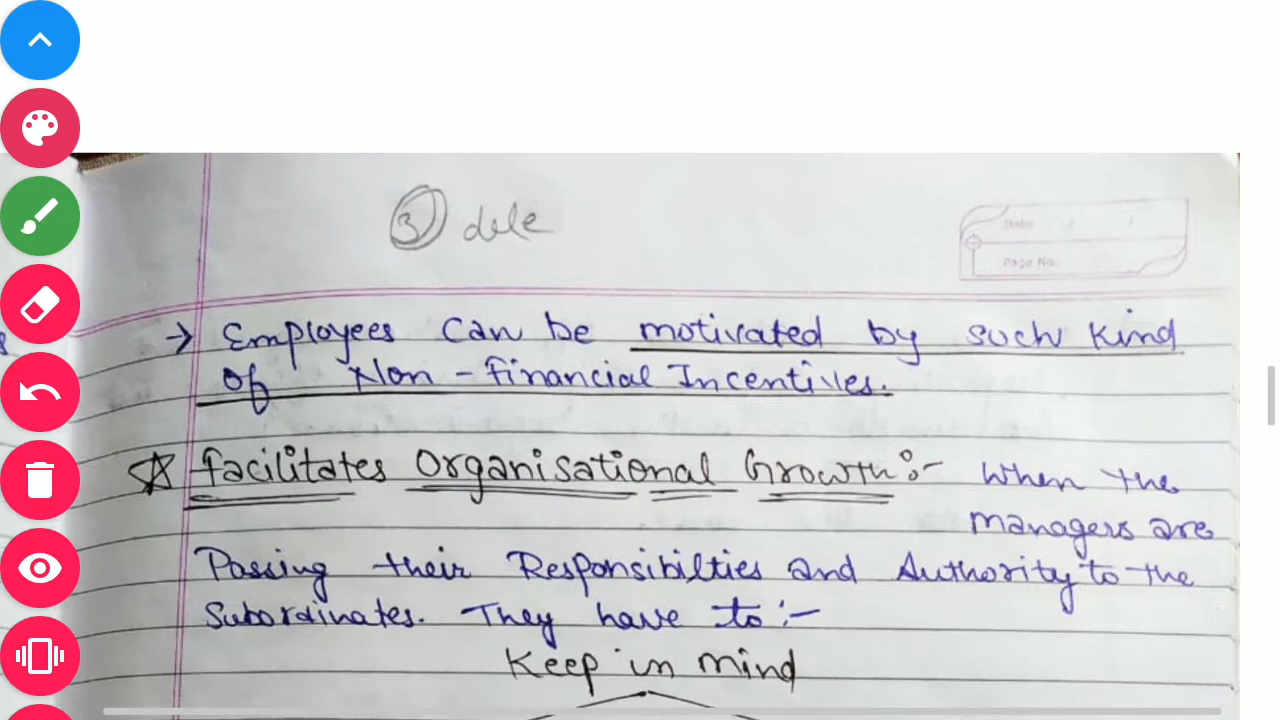 ③ dele
Date / /
Page No.
s
→ Employees can be motivated by such kind
of Non-financial Incentives.
☆ facilitates Organisational Growth :- When the
managers are
Passing their Responsibilties and Authority to the
Subordinates. They have to :-
Keep in mind